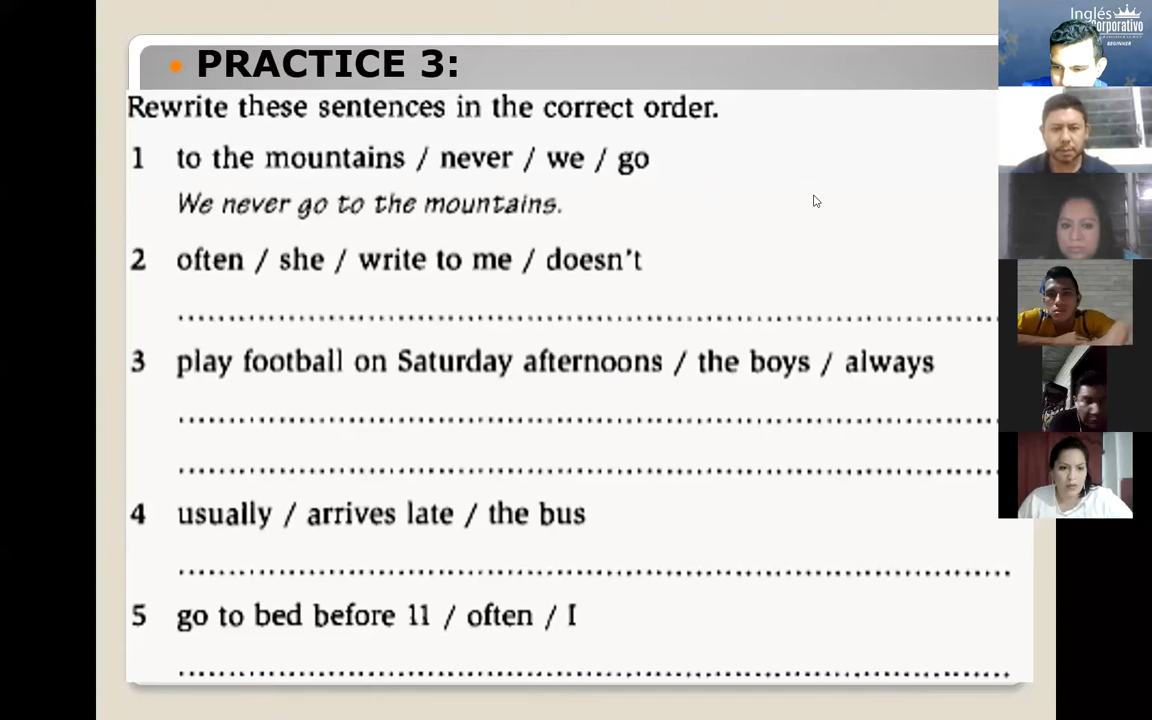 PRACTICE 3:
Rewrite these sentences in the correct order.
1 to the mountains / never / we / go
We never go to the mountains.
2 often / she / write to me / doesn't
3 play football on Saturday afternoons / the boys / always
4 usually / arrives late / the bus
5 go to bed before 11 / often / I
Inglés
Corporativo
BEGINNER